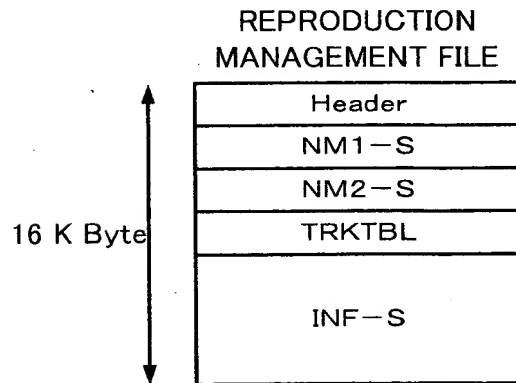 REPRODUCTION
MANAGEMENT FILE
Header
NM1-S
NM2-S
16 K Byte
TRKTBL
INF-S